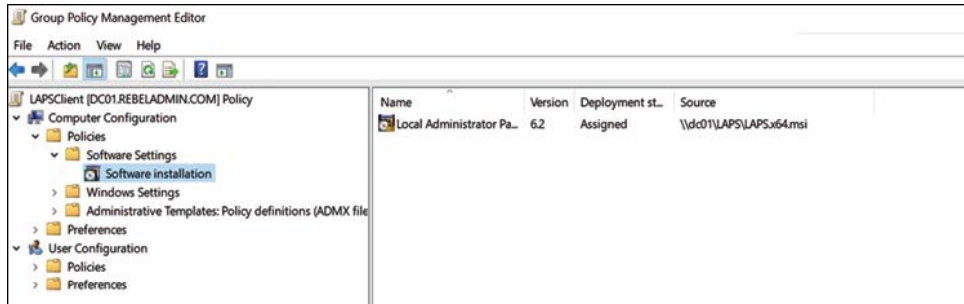 Group Policy Management Editor
File Action View Help
LAPSClient [DC01.REBELADMIN.COM] Policy
Computer Configuration
Policies
Software Settings
Software installation
Windows Settings
Administrative Templates: Policy definitions (ADMX file
Preferences
User Configuration
Policies
Preferences
Name Version Deployment st... Source
Local Administrator Pa... 6.2 Assigned \\dc01\LAPS\LAPS.x64.msi